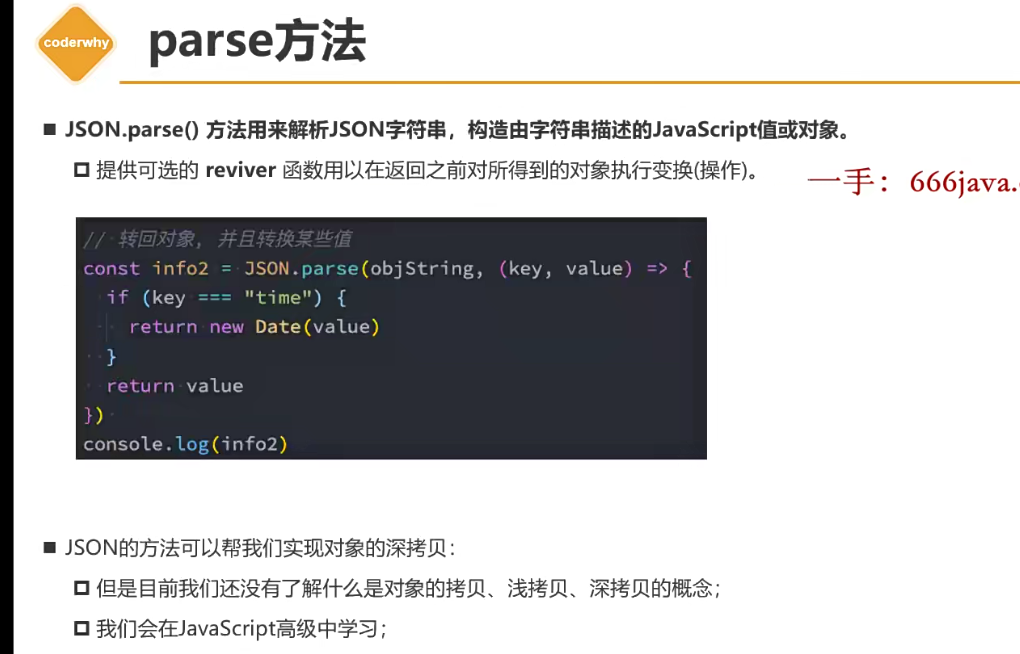 coderwhy
parse方法
JSON.parse() 方法用来解析JSON字符串，构造由字符串描述的JavaScript值或对象。
提供可选的 reviver 函数用以在返回之前对所得到的对象执行变换(操作)。
一手：666java.
// 转回对象, 并且转换某些值
const info2 = JSON.parse(objString, (key, value) => {
if (key === "time") {
return new Date(value)
}
return value
})
console.log(info2)
JSON的方法可以帮我们实现对象的深拷贝：
但是目前我们还没有了解什么是对象的拷贝、浅拷贝、深拷贝的概念；
我们会在JavaScript高级中学习；